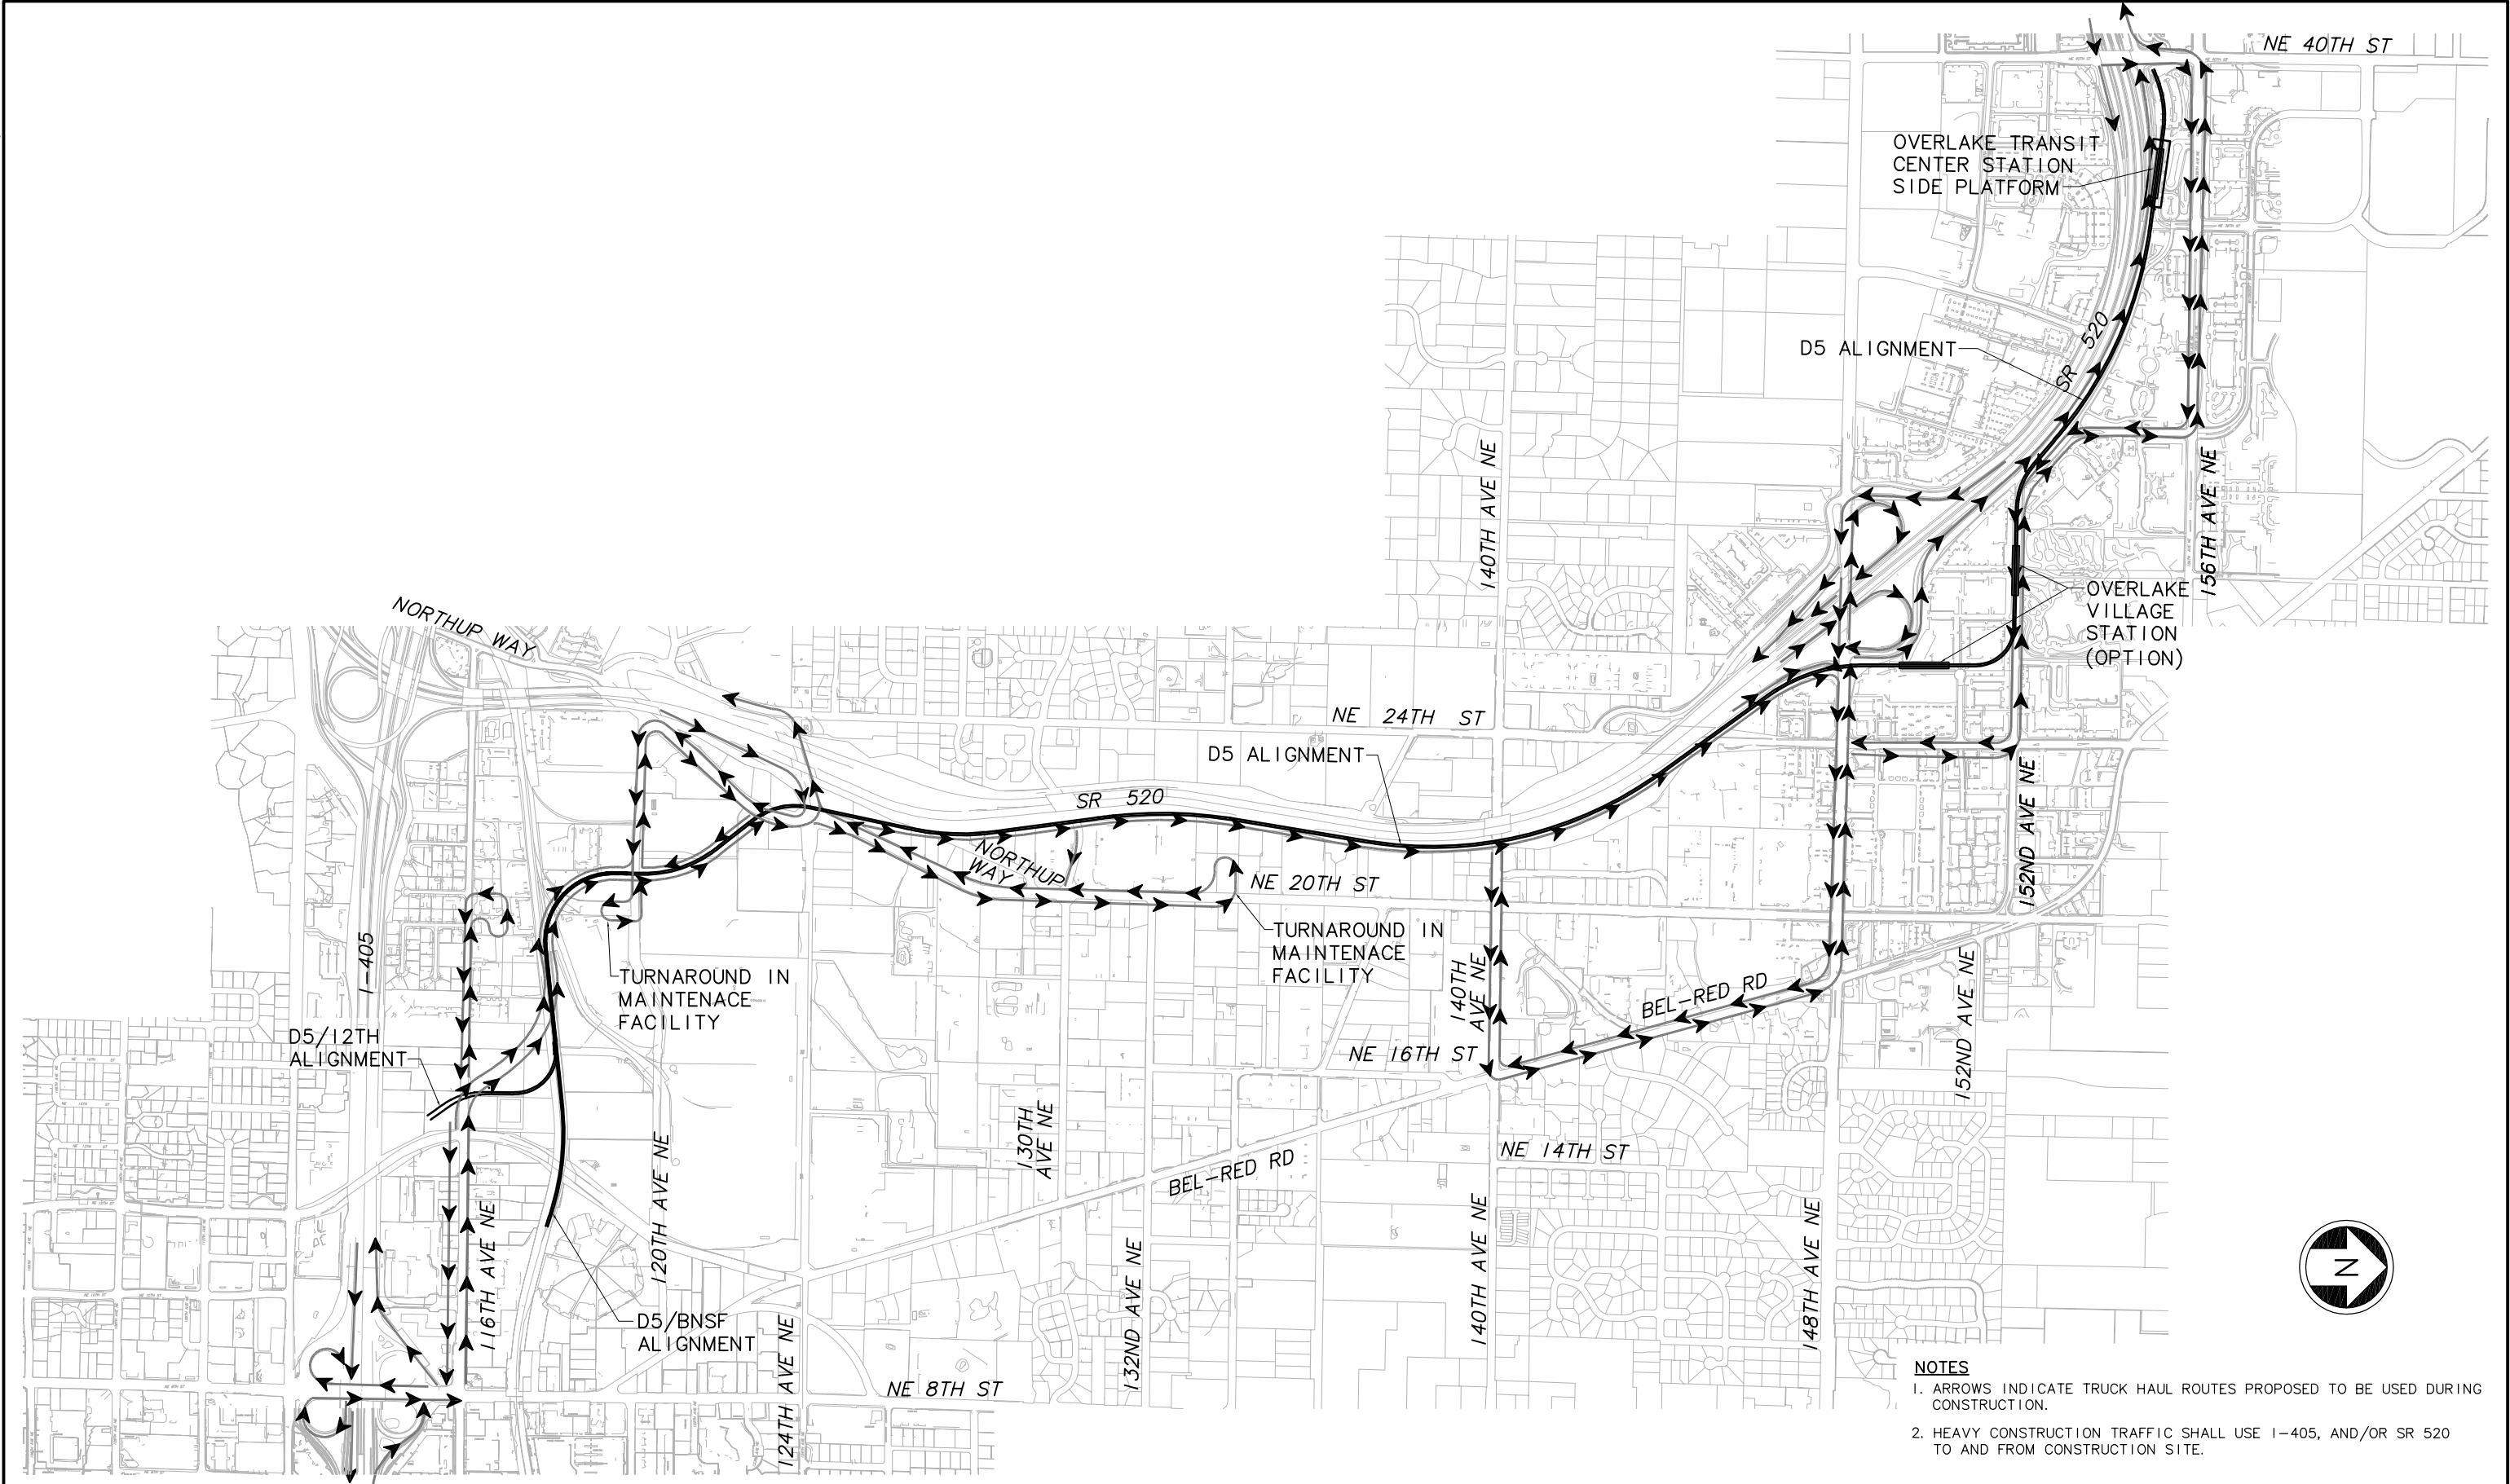 NE 40TH ST
OVERLAKE TRANSIT
CENTER STATION
SIDE PLATFORM
SR 520
D5 ALIGNMENT
140TH AVE NE
156TH AVE NE
OVERLAKE
VILLAGE
STATION
(OPTION)
NORTHUP WAY
NE 24TH ST
D5 ALIGNMENT
SR 520
152ND AVE NE
NORTHUP
WAY
NE 20TH ST
TURNAROUND IN
MAINTENACE
FACILITY
TURNAROUND IN
MAINTENACE
FACILITY
I-405
140TH
AVE NE
BEL-RED RD
152ND AVE NE
D5/12TH
ALIGNMENT
NE 16TH ST
130TH
AVE NE
120TH AVE NE
NE 14TH ST
BEL-RED RD
116TH AVE NE
132ND AVE NE
140TH AVE NE
148TH AVE NE
D5/BNSF
ALIGNMENT
124TH AVE NE
NE 8TH ST
N
NOTES
1. ARROWS INDICATE TRUCK HAUL ROUTES PROPOSED TO BE USED DURING
CONSTRUCTION.
2. HEAVY CONSTRUCTION TRAFFIC SHALL USE I-405, AND/OR SR 520
TO AND FROM CONSTRUCTION SITE.